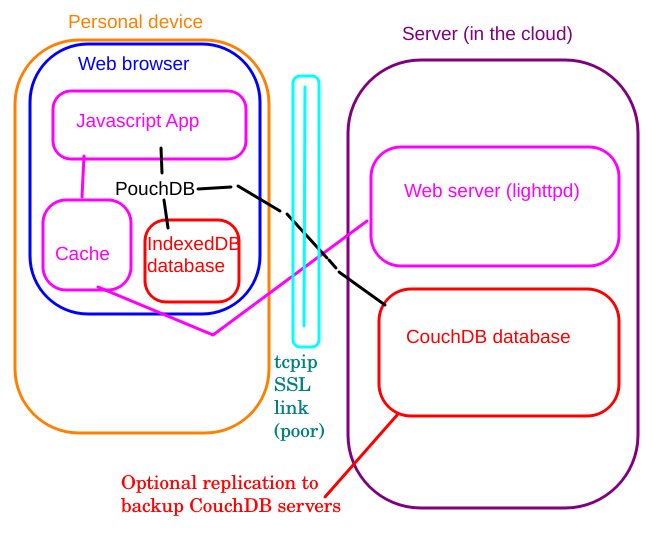 Personal device
Server (in the cloud)
Web browser
Javascript App
PouchDB
Web server (lighttpd)
Cache
IndexedDB
database
CouchDB database
tcpip
SSL
link
(poor)
Optional replication to
backup CouchDB servers